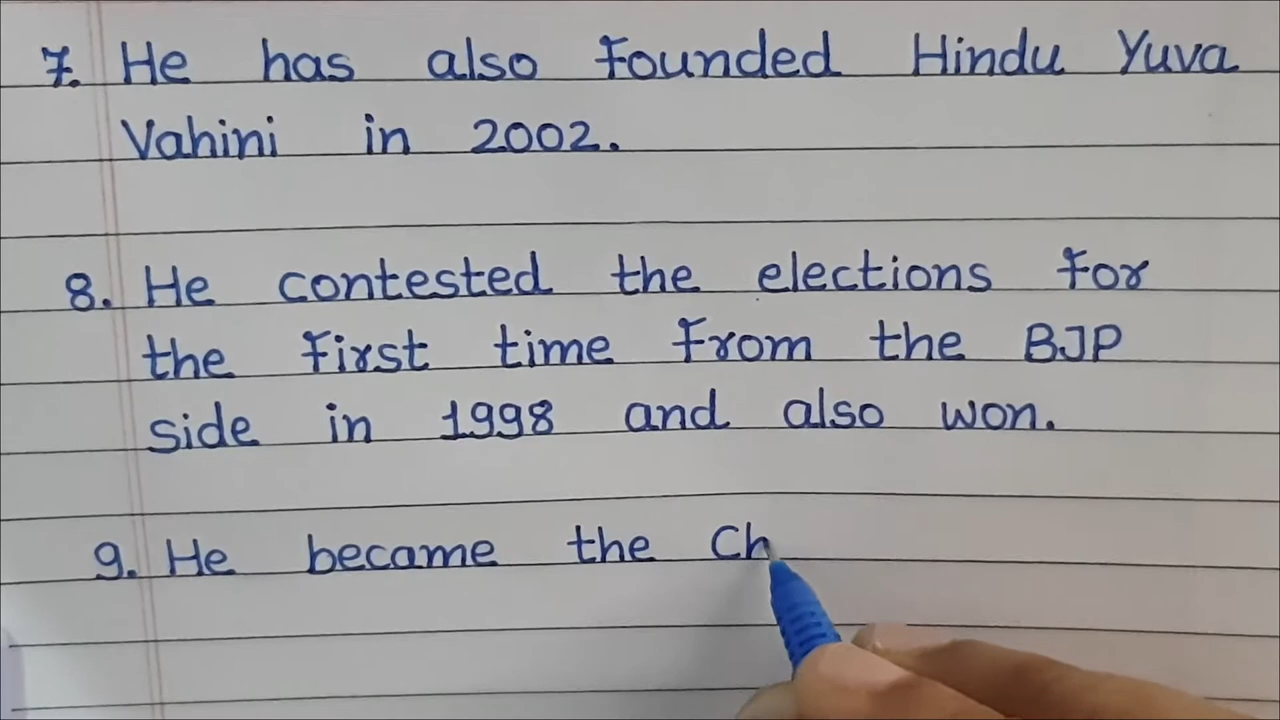 7. He has also founded Hindu Yuva
Vahini in 2002.
8. He contested the elections for
the first time from the BJP
side in 1998 and also won.
9. He became the Ch